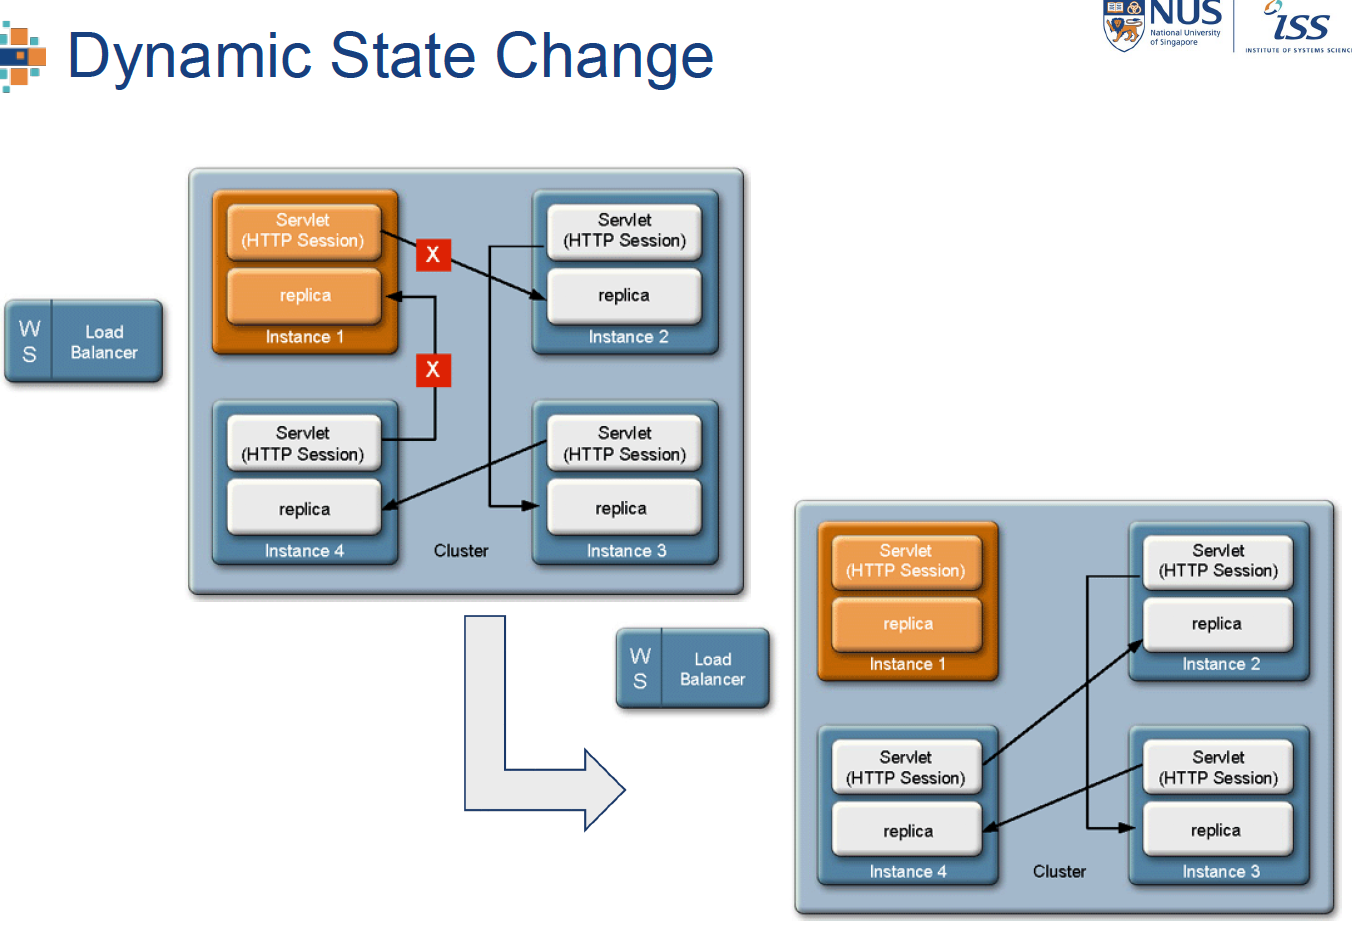 Dynamic State Change
NUS
National University
of Singapore
iSS
INSTITUTE OF SYSTEMS SCIENC
W
S
Load
Balancer
Servlet
(HTTP Session)
replica
Instance 1
X
Servlet
(HTTP Session)
replica
Instance 2
X
Servlet
(HTTP Session)
replica
Instance 4
Cluster
Servlet
(HTTP Session)
replica
Instance 3
W
S
Load
Balancer
Servlet
(HTTP Session)
replica
Instance 1
Servlet
(HTTP Session)
replica
Instance 2
Servlet
(HTTP Session)
replica
Instance 4
Cluster
Servlet
(HTTP Session)
replica
Instance 3